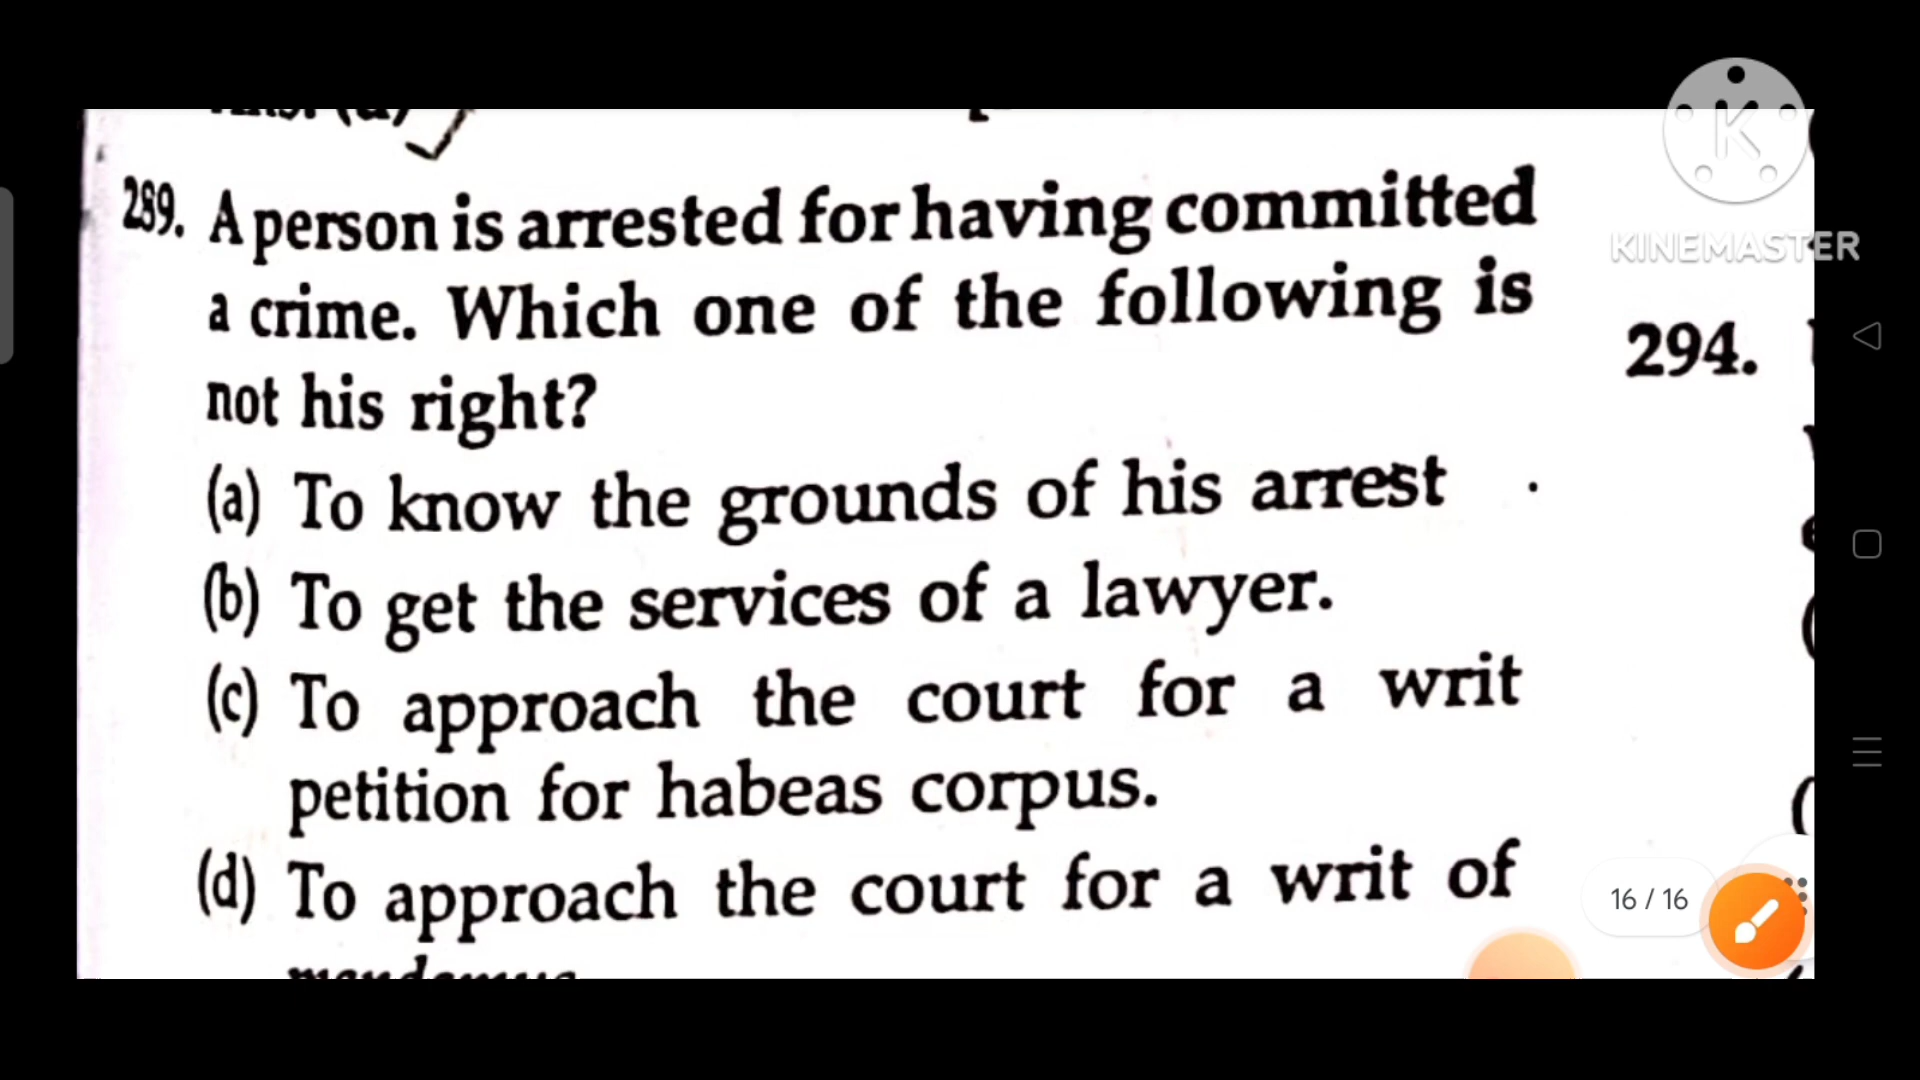 289. A person is arrested for having committed
a crime. Which one of the following is
not his right?
(a) To know the grounds of his arrest
(b) To get the services of a lawyer.
(c) To approach the court for a writ
petition for habeas corpus.
(d) To approach the court for a writ of
294.
K
KINEMASTER
16 / 16